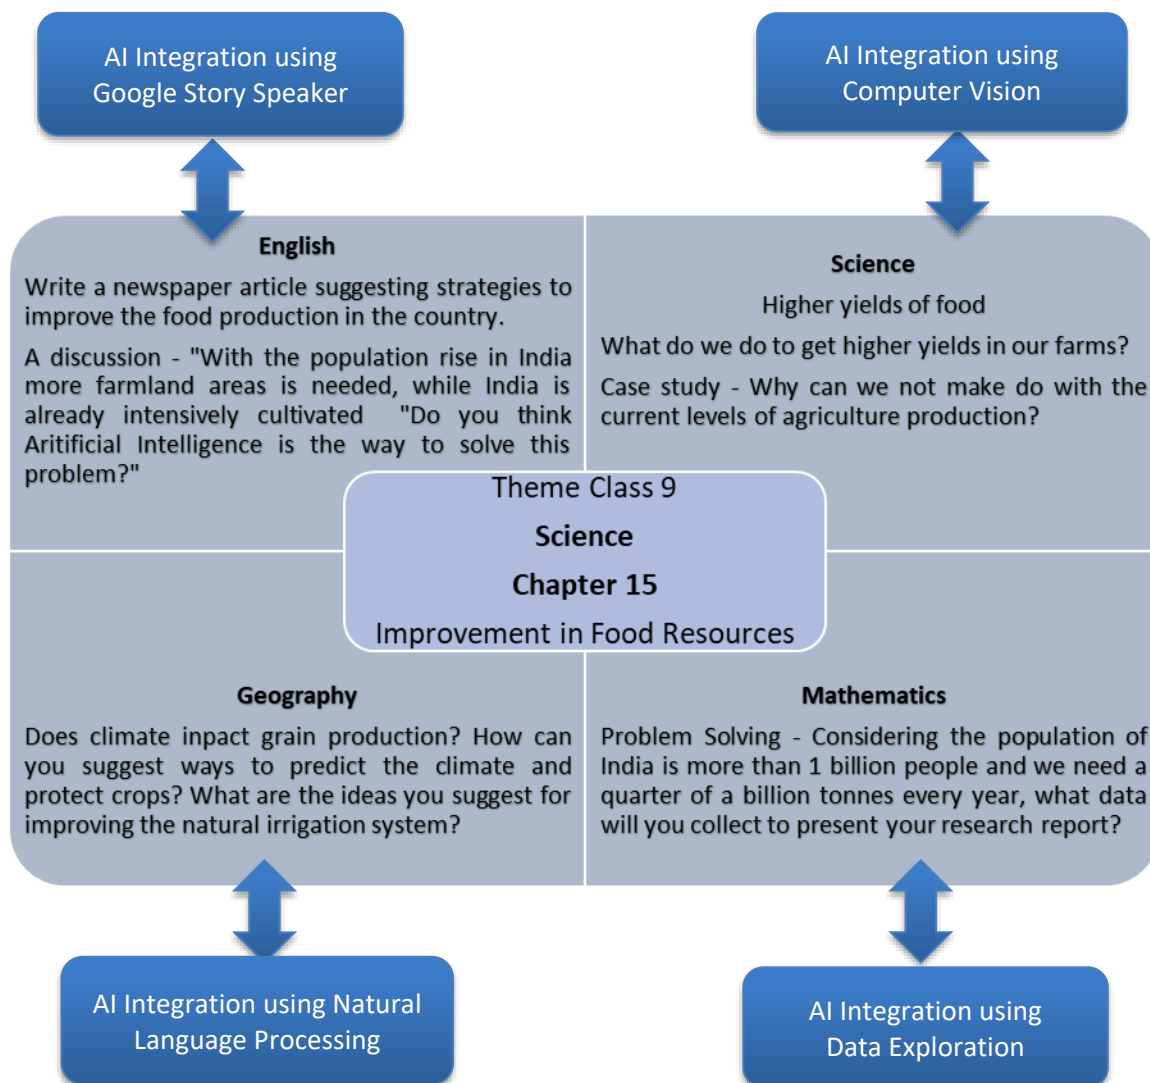 AI Integration using
Google Story Speaker
AI Integration using
Computer Vision
English
Write a newspaper article suggesting strategies to
improve the food production in the country.
A discussion - "With the population rise in India
more farmland areas is needed, while India is
already intensively cultivated "Do you think
Aritificial Intelligence is the way to solve this
problem?"
Science
Higher yields of food
What do we do to get higher yields in our farms?
Case study - Why can we not make do with the
current levels of agriculture production?
Theme Class 9
Science
Chapter 15
Improvement in Food Resources
Geography
Does climate inpact grain production? How can
you suggest ways to predict the climate and
protect crops? What are the ideas you suggest for
improving the natural irrigation system?
Mathematics
Problem Solving - Considering the population of
India is more than 1 billion people and we need a
quarter of a billion tonnes every year, what data
will you collect to present your research report?
AI Integration using Natural
Language Processing
AI Integration using
Data Exploration